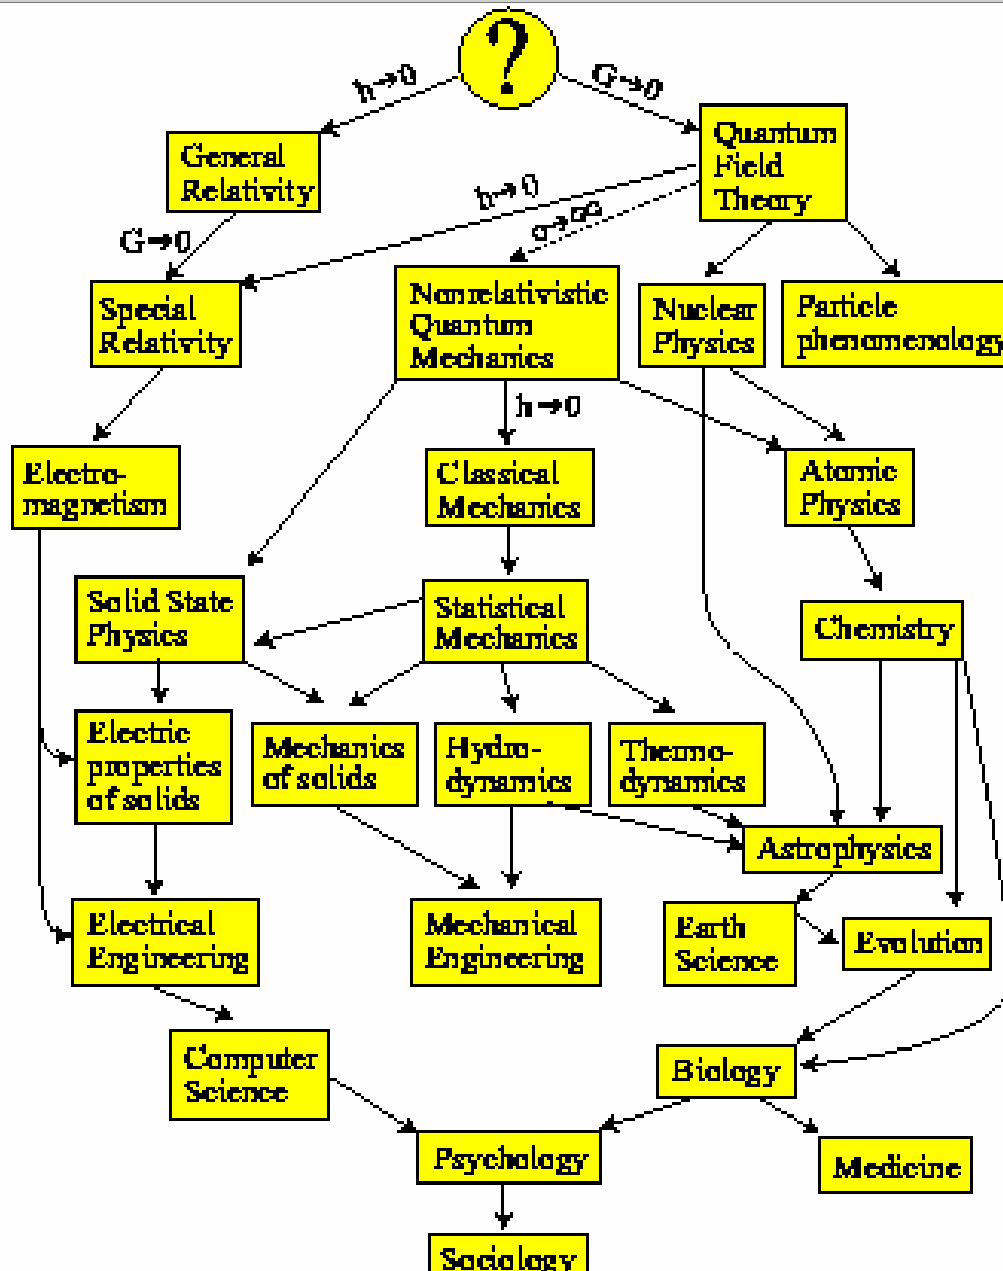 ?
h→0
G→0
General
Relativity
Quantum
Field
Theory
h→0
G→0
Special
Relativity
Nonrelativistic
Quantum
Mechanics
Nuclear
Physics
Particle
phenomenology
h→0
Electro-
magnetism
Classical
Mechanics
Atomic
Physics
Solid State
Physics
Statistical
Mechanics
Chemistry
Electric
properties
of solids
Mechanics
of solids
Hydro-
dynamics
Thermo-
dynamics
Astrophysics
Electrical
Engineering
Mechanical
Engineering
Earth
Science
Evolution
Computer
Science
Biology
Psychology
Medicine
Sociology